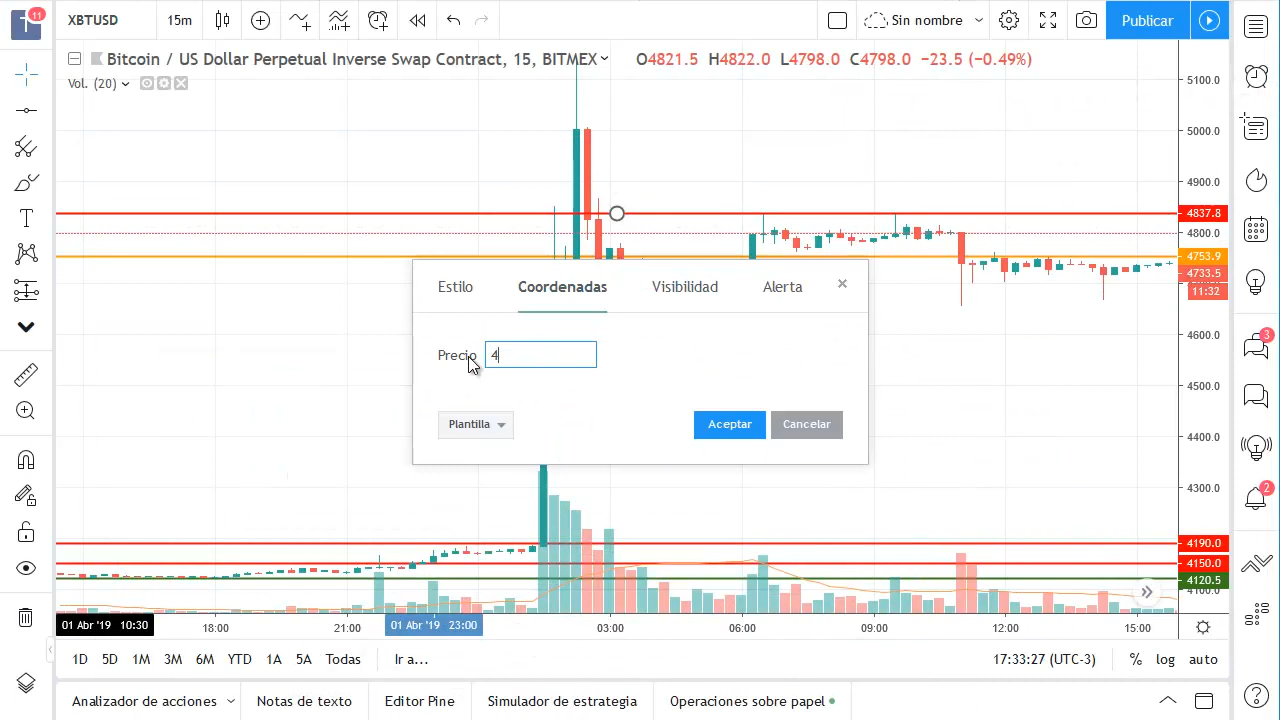 T 11 XBTUSD 15m Sin nombre Publicar
Bitcoin / US Dollar Perpetual Inverse Swap Contract, 15, BITMEX O4821.5 H4822.0 L4798.0 C4798.0 −23.5 (−0.49%)
Vol. (20)
5100.0
5000.0
4900.0
4837.8
4800.0
4753.9
4733.5
11:32
4600.0
4500.0
4400.0
4300.0
4190.0
4150.0
4120.5
4100.0
Estilo Coordenadas Visibilidad Alerta ×
Precio 4
Plantilla Aceptar Cancelar
3
2
01 Abr '19 10:30 18:00 21:00 01 Abr '19 23:00 03:00 06:00 09:00 12:00 15:00
1D 5D 1M 3M 6M YTD 1A 5A Todas Ir a... 17:33:27 (UTC-3) % log auto
Analizador de acciones Notas de texto Editor Pine Simulador de estrategia Operaciones sobre papel